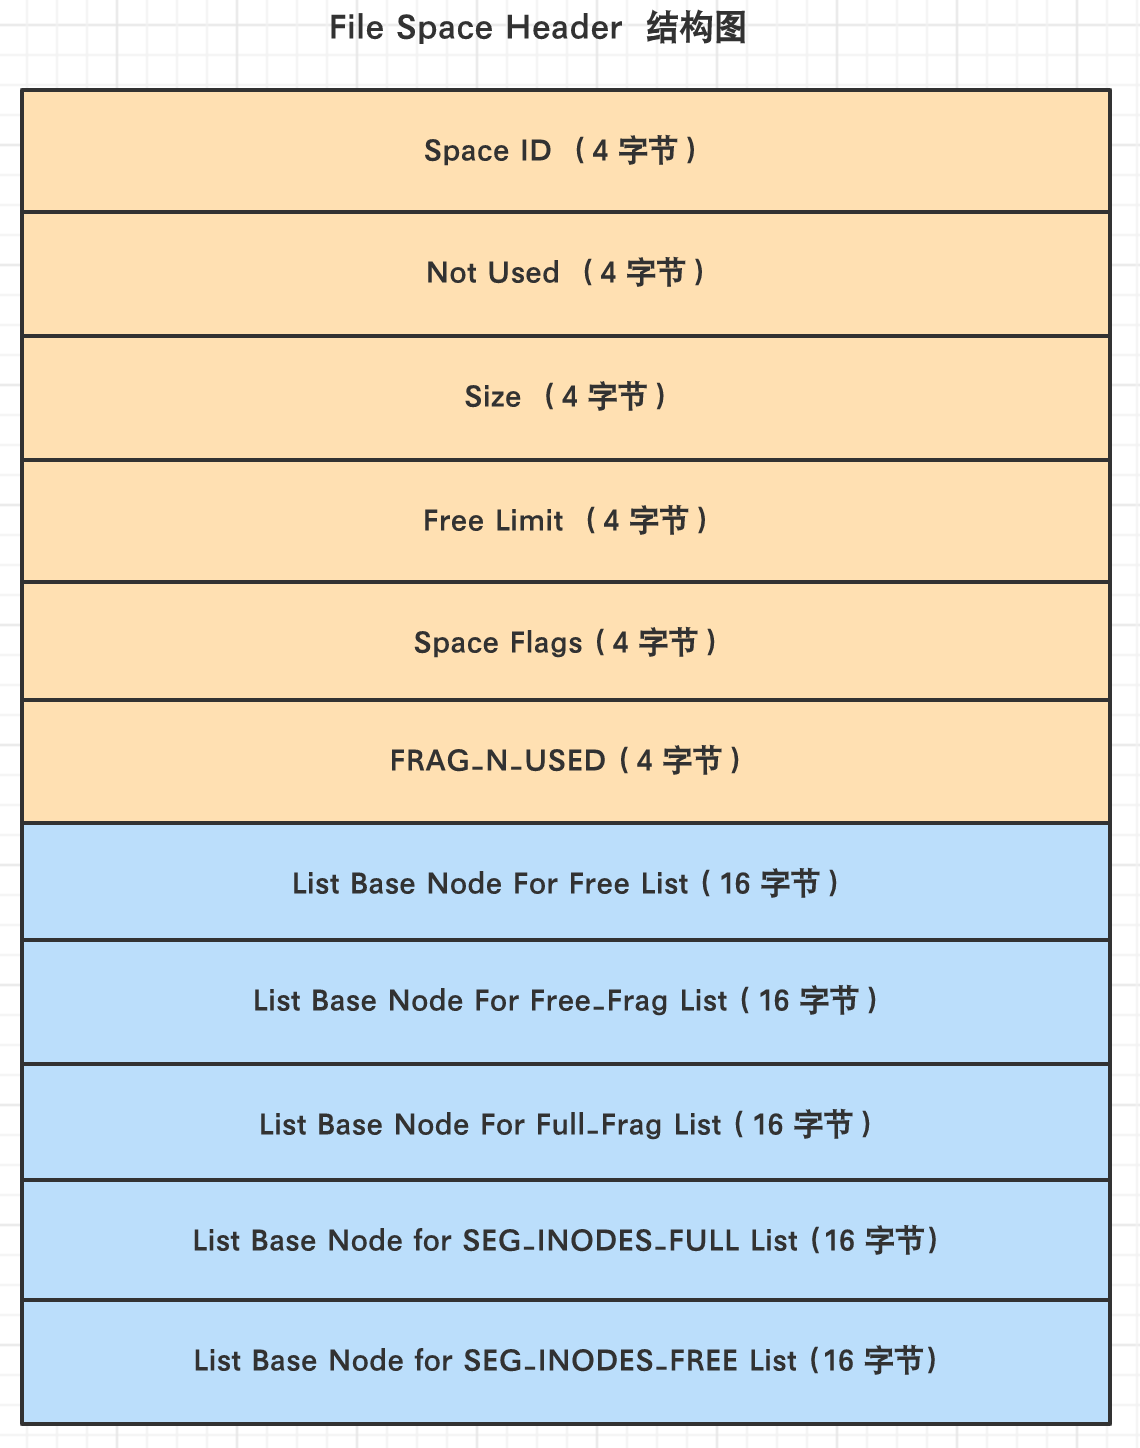 File Space Header 结构图
Space ID （4 字节）
Not Used （4 字节）
Size （4 字节）
Free Limit （4 字节）
Space Flags（4 字节）
FRAG_N_USED（4 字节）
List Base Node For Free List（16 字节）
List Base Node For Free_Frag List（16 字节）
List Base Node For Full_Frag List（16 字节）
List Base Node for SEG_INODES_FULL List (16 字节)
List Base Node for SEG_INODES_FREE List (16 字节)